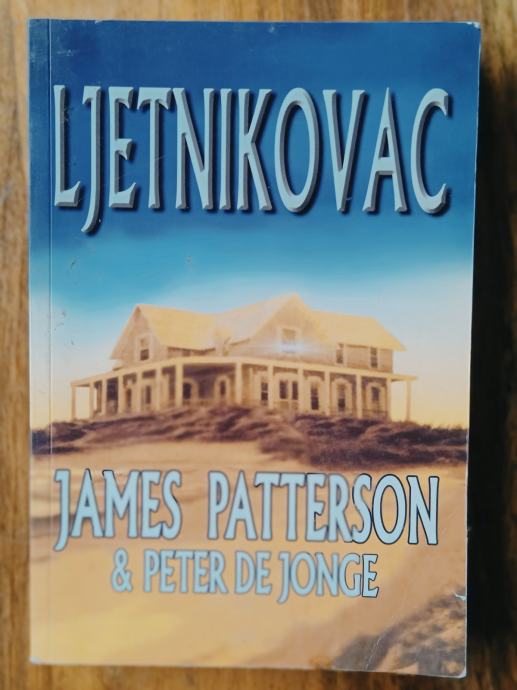 LJETNIKOVAC
JAMES PATTERSON
& PETER DE JONGE